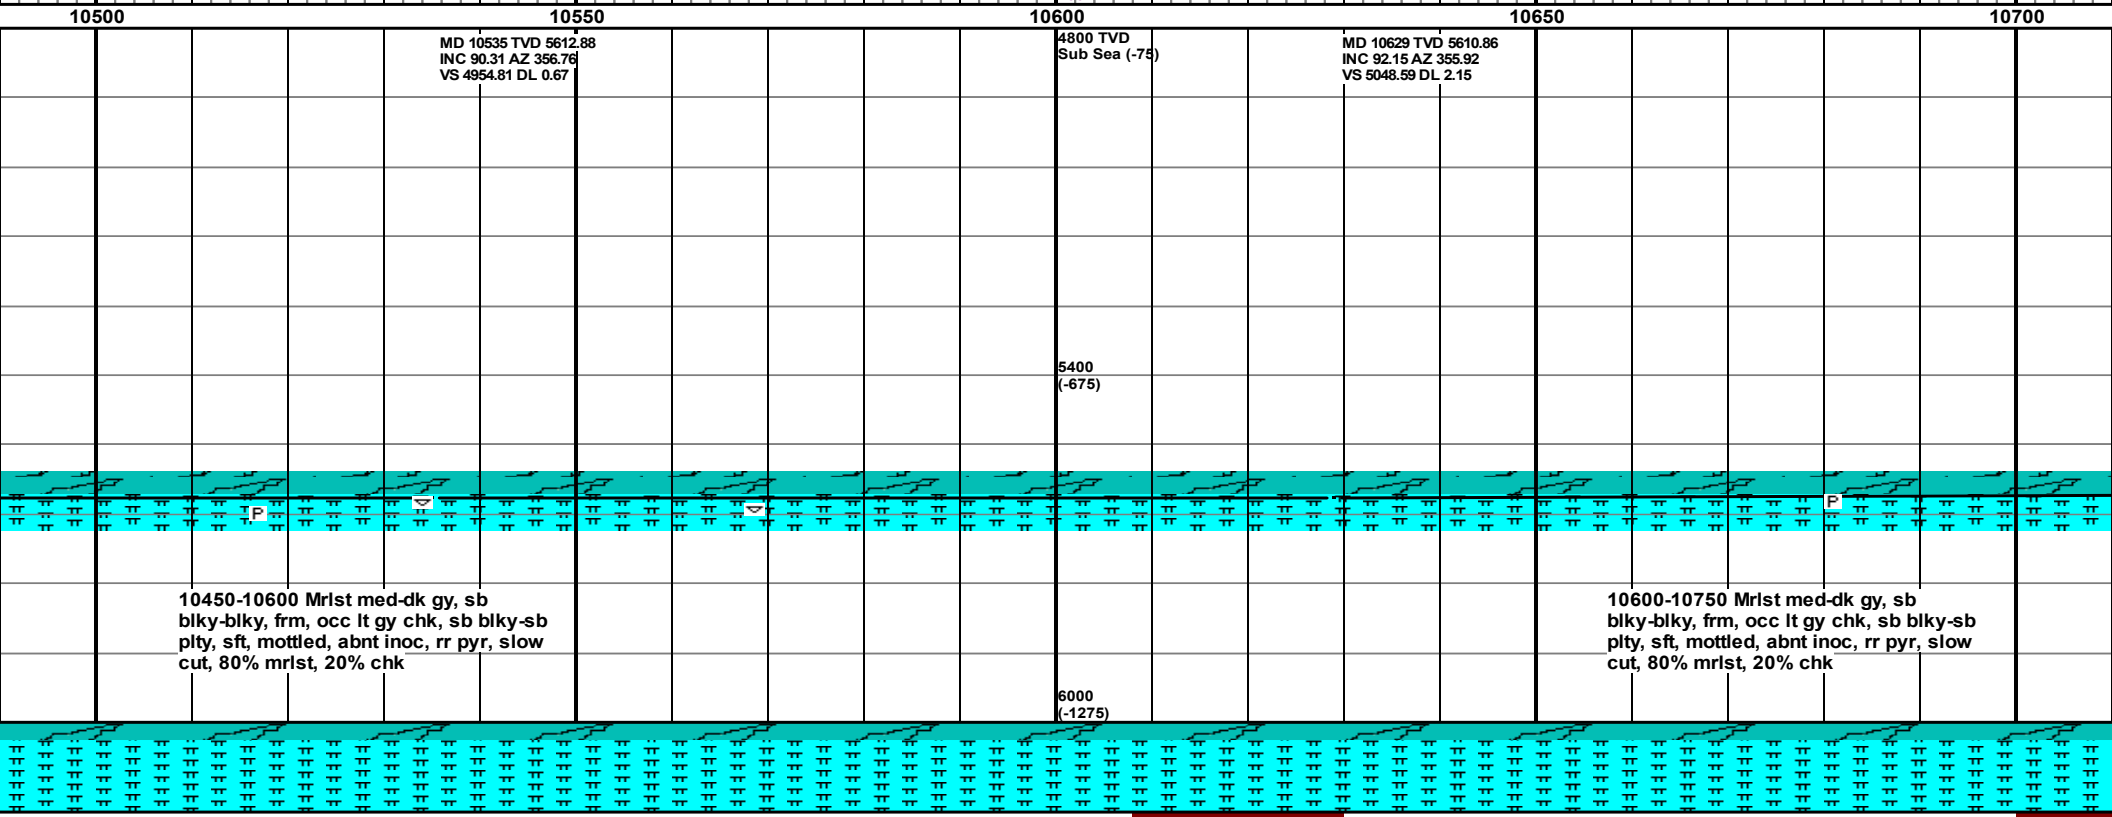 10500 10550 10600 10650 10700
MD 10535 TVD 5612.88
INC 90.31 AZ 356.76
VS 4954.81 DL 0.67
4800 TVD
Sub Sea (-75)
MD 10629 TVD 5610.86
INC 92.15 AZ 355.92
VS 5048.59 DL 2.15
5400
(-675)
P
P
10450-10600 Mrlst med-dk gy, sb
blky-blky, frm, occ lt gy chk, sb blky-sb
plty, sft, mottled, abnt inoc, rr pyr, slow
cut, 80% mrlst, 20% chk
10600-10750 Mrlst med-dk gy, sb
blky-blky, frm, occ lt gy chk, sb blky-sb
plty, sft, mottled, abnt inoc, rr pyr, slow
cut, 80% mrlst, 20% chk
6000
(-1275)